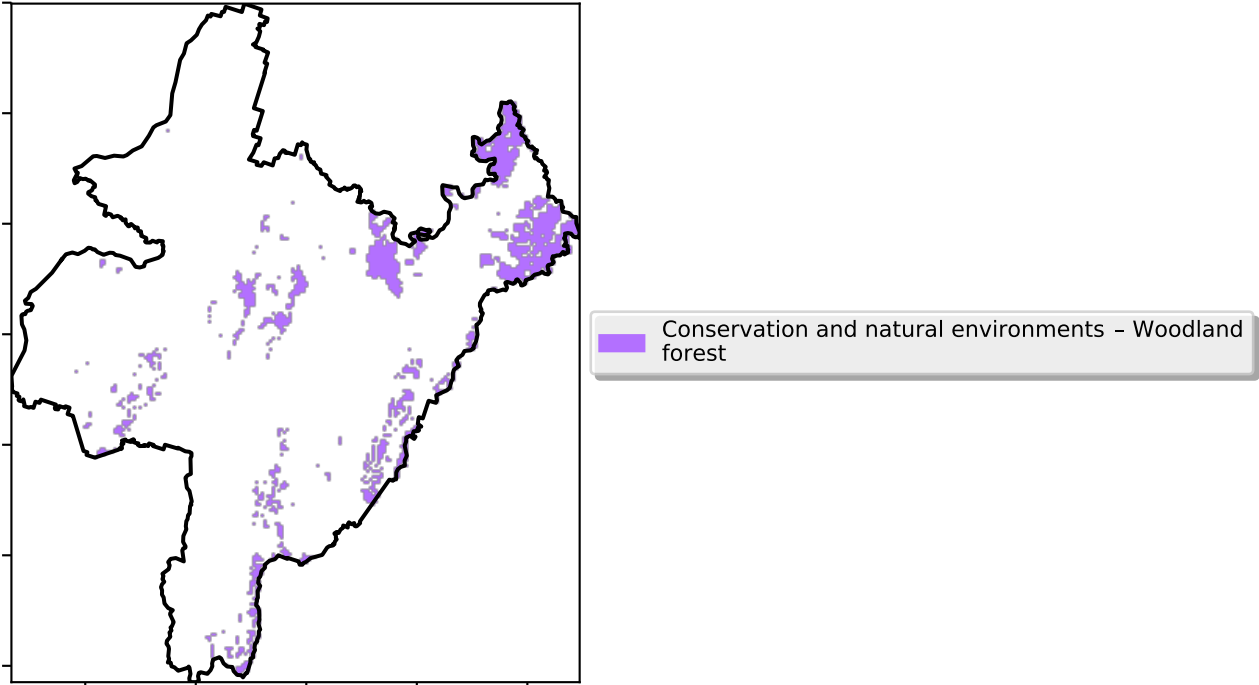 Conservation and natural environments – Woodland
forest